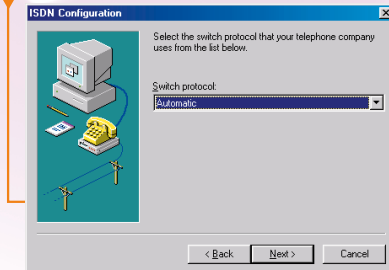 ISDN Configuration
Select the switch protocol that your telephone company
uses from the list below.
Switch protocol:
Automatic
< Back
Next >
Cancel